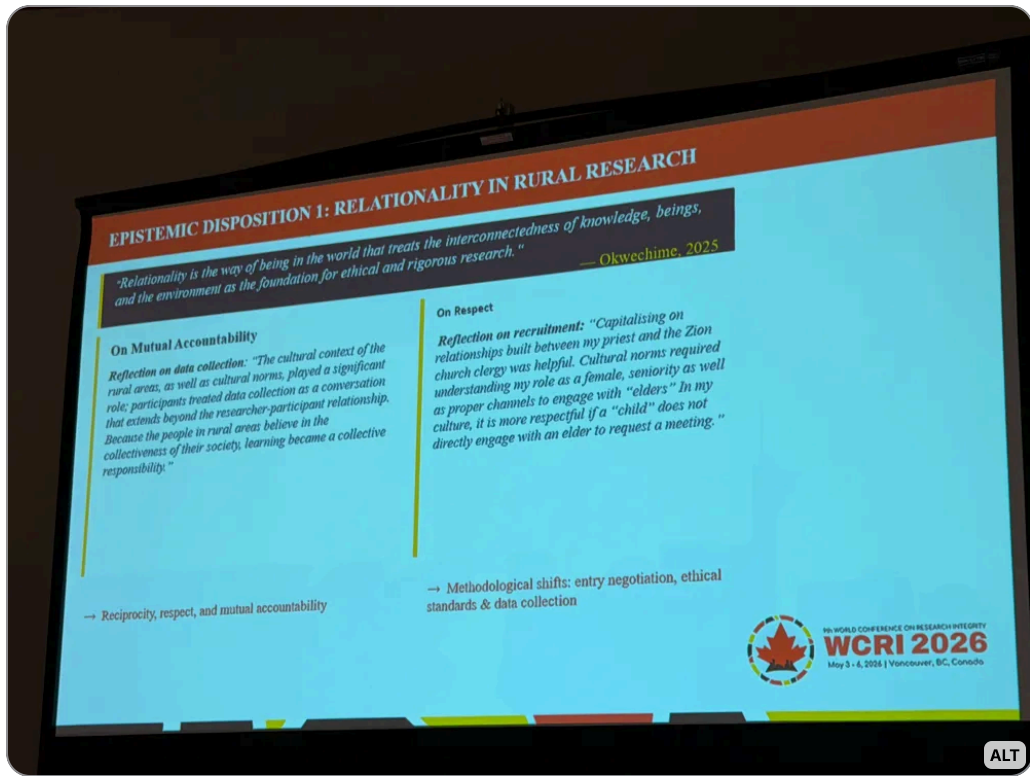 EPISTEMIC DISPOSITION 1: RELATIONALITY IN RURAL RESEARCH
"Relationality is the way of being in the world that treats the interconnectedness of knowledge, beings,
and the environment as the foundation for ethical and rigorous research."
— Okwechime, 2025
On Mutual Accountability
Reflection on data collection: "The cultural context of the
rural areas, as well as cultural norms, played a significant
role; participants treated data collection as a conversation
that extends beyond the researcher-participant relationship.
Because the people in rural areas believe in the
collectiveness of their society, learning became a collective
responsibility."
→ Reciprocity, respect, and mutual accountability
On Respect
Reflection on recruitment: "Capitalising on
relationships built between my priest and the Zion
church clergy was helpful. Cultural norms required
understanding my role as a female, seniority as well
as proper channels to engage with "elders" In my
culture, it is more respectful if a "child" does not
directly engage with an elder to request a meeting. "
→ Methodological shifts: entry negotiation, ethical
standards & data collection
9th WORLD CONFERENCE ON RESEARCH INTEGRITY
WCRI 2026
May 3 - 6, 2026 | Vancouver, BC, Canada
ALT